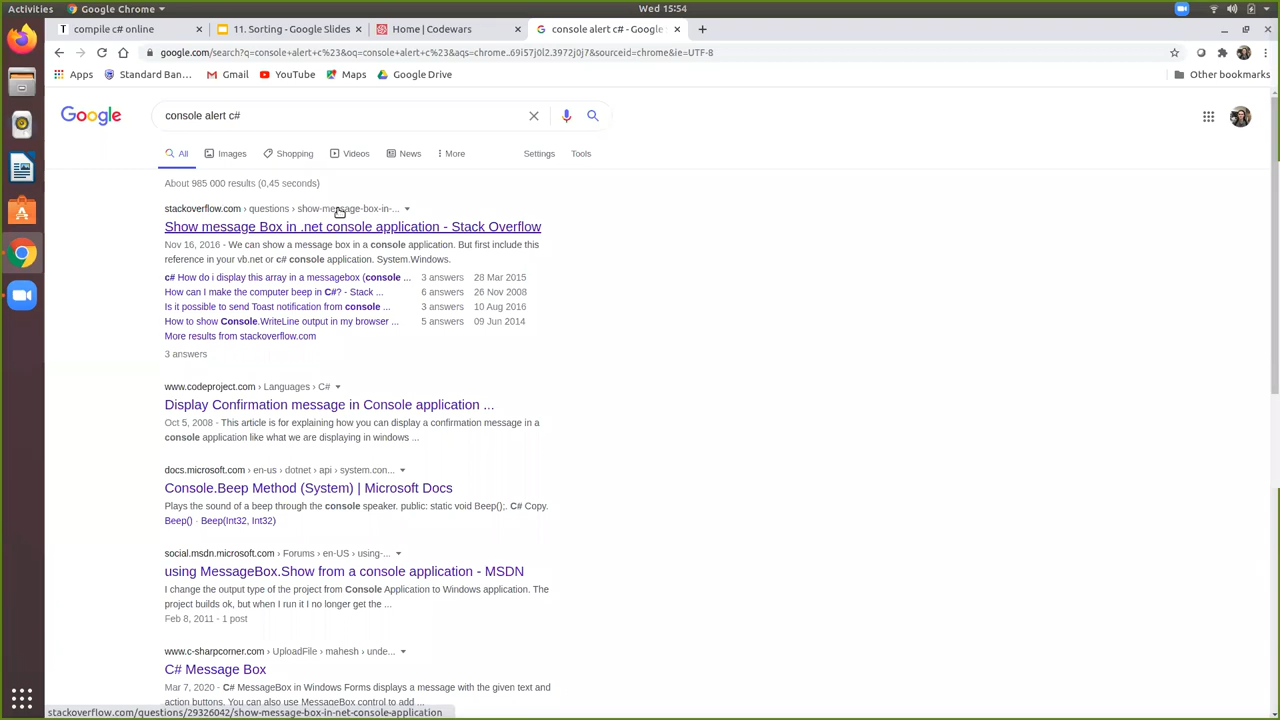 Activities
Google Chrome
Wed 15:54
compile c# online
11. Sorting - Google Slides
Home | Codewars
console alert c# - Google
google.com/search?q=console+alert+c%23&oq=console+alert+c%23&aqs=chrome..69i57j0l2.3972j0j7&sourceid=chrome&ie=UTF-8
Apps
Standard Ban...
Gmail
YouTube
Maps
Google Drive
Other bookmarks
Google
console alert c#
All
Images
Shopping
Videos
News
More
Settings
Tools
About 985 000 results (0,45 seconds)
stackoverflow.com › questions › show-message-box-in-...
Show message Box in .net console application - Stack Overflow
Nov 16, 2016 - We can show a message box in a console application. But first include this
reference in your vb.net or c# console application. System.Windows.
c# How do i display this array in a messagebox (console ... 3 answers 28 Mar 2015
How can I make the computer beep in C#? - Stack ... 6 answers 26 Nov 2008
Is it possible to send Toast notification from console ... 3 answers 10 Aug 2016
How to show Console.WriteLine output in my browser ... 5 answers 09 Jun 2014
More results from stackoverflow.com
3 answers
www.codeproject.com › Languages › C#
Display Confirmation message in Console application ...
Oct 5, 2008 - This article is for explaining how you can display a confirmation message in a
console application like what we are displaying in windows ...
docs.microsoft.com › en-us › dotnet › api › system.con...
Console.Beep Method (System) | Microsoft Docs
Plays the sound of a beep through the console speaker. public: static void Beep();. C# Copy.
Beep() · Beep(Int32, Int32)
social.msdn.microsoft.com › Forums › en-US › using-...
using MessageBox.Show from a console application - MSDN
I change the output type of the project from Console Application to Windows application. The
project builds ok, but when I run it I no longer get the ...
Feb 8, 2011 - 1 post
www.c-sharpcorner.com › UploadFile › mahesh › unde...
C# Message Box
Mar 7, 2020 - C# MessageBox in Windows Forms displays a message with the given text and
action buttons. You can also use MessageBox control to add ...
stackoverflow.com/questions/29326042/show-message-box-in-net-console-application